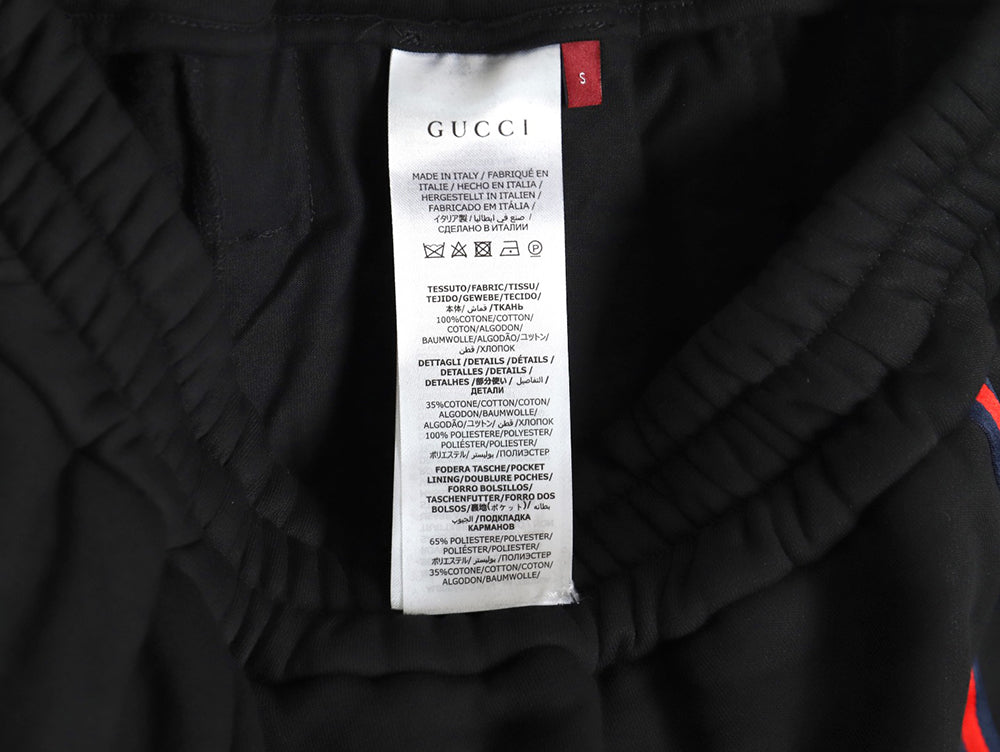 S
GUCCI
MADE IN ITALY / FABRIQUÉ EN
ITALIE / HECHO EN ITALIA /
HERGESTELLT IN ITALIEN /
FABRICADO EM ITÁLIA /
イタリア製 / صنع في ايطاليا /
СДЕЛАНО В ИТАЛИИ
P
TESSUTO/FABRIC/TISSU/
TEJIDO/GEWEBE/TECIDO/
本体/ قماش /ТКАНЬ
100%COTONE/COTTON/
COTON/ALGODON/
BAUMWOLLE/ALGODÃO/コットン/
قطن /ХЛОПОК
DETTAGLI /DETAILS /DÉTAILS /
DETALLES /DETAILS /
DETALHES /部分使い / التفاصيل /
ДЕТАЛИ
35%COTONE/COTTON/COTON/
ALGODON/BAUMWOLLE/
ALGODÃO/コットン/ قطن /ХЛОПОК
100% POLIESTERE/POLYESTER/
POLIÉSTER/POLIESTER/
ポリエステル/ بوليستر /ПОЛИЭСТЕР
FODERA TASCHE/POCKET
LINING/DOUBLURE POCHES/
FORRO BOLSILLOS/
TASCHENFUTTER/FORRO DOS
BOLSOS/裏地(ポケット)/ بطانه
الجيوب /ПОДКЛАДКА
КАРМАНОВ
65% POLIESTERE/POLYESTER/
POLIÉSTER/POLIESTER/
ポリエステル/ بوليستر /ПОЛИЭСТЕР
35%COTONE/COTTON/COTON/
ALGODON/BAUMWOLLE/